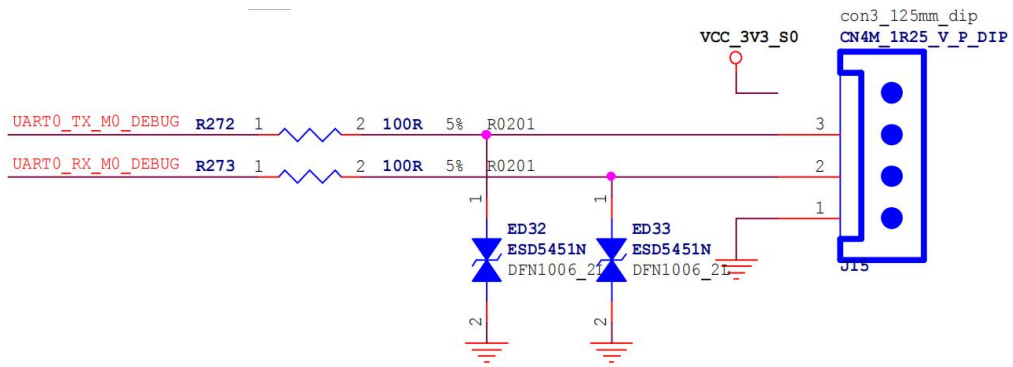 con3_125mm_dip
VCC_3V3_S0 CN4M_1R25_V_P_DIP
UART0_TX_M0_DEBUG R272 1 2 100R 5% R0201 3
UART0_RX_M0_DEBUG R273 1 2 100R 5% R0201 2
1 1 1
ED32 ED33
ESD5451N ESD5451N
DFN1006_2L DFN1006_2L
J15
2 2